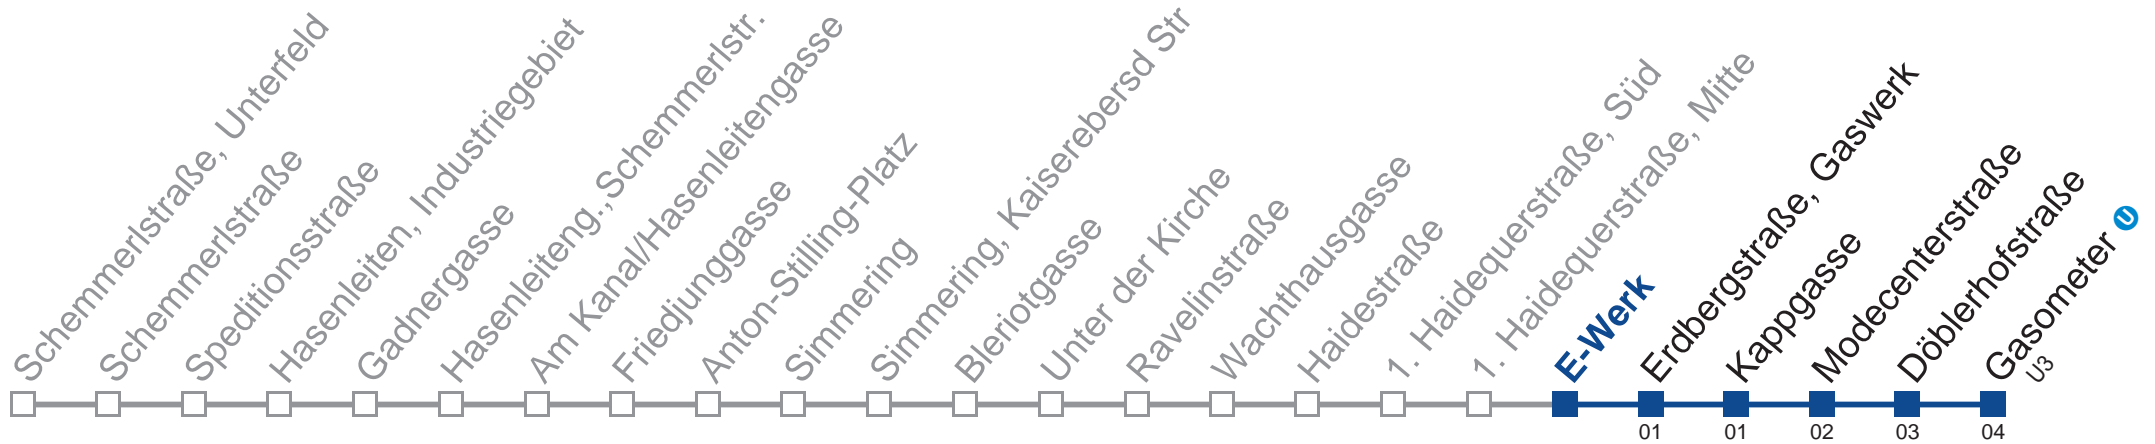 Schemmerlstraße, Unterfeld
Schemmerlstraße
Speditionsstraße
Hasenleiten, Industriegebiet
Gadnergasse
Hasenleiteng.,Schemmerlstr.
Am Kanal/Hasenleitengasse
Friedjunggasse
Anton-Stilling-Platz
Simmering
Simmering, Kaiserebersd Str
Bleriotgasse
Unter der Kirche
Ravelinstraße
Wachthausgasse
Haidestraße
1. Haidequerstraße, Süd
1. Haidequerstraße, Mitte
E-Werk
Erdbergstraße, Gaswerk
Kappgasse
Modecenterstraße
Döblerhofstraße
Gasometer U
U3
01 01 02 03 04